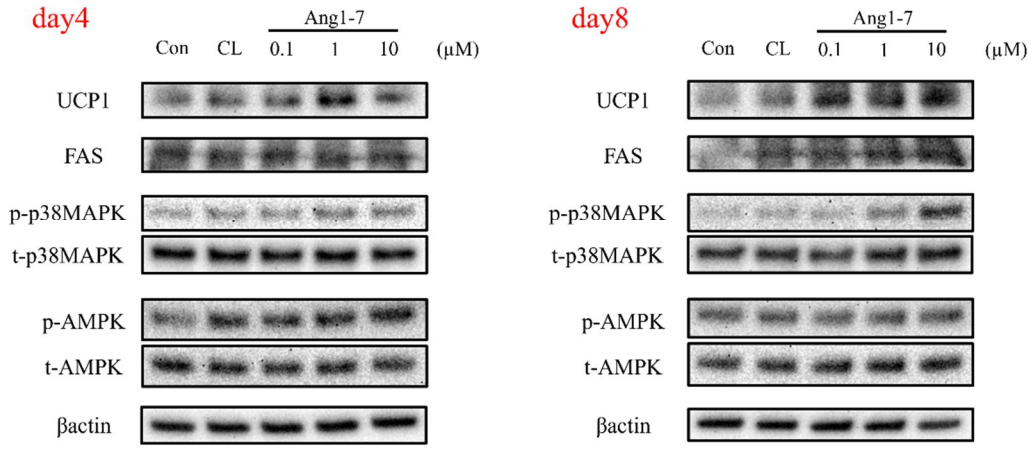 day4
Ang1-7
Con CL 0.1 1 10 (μM)
UCP1
FAS
p-p38MAPK
t-p38MAPK
p-AMPK
t-AMPK
βactin
day8
Ang1-7
Con CL 0.1 1 10 (μM)
UCP1
FAS
p-p38MAPK
t-p38MAPK
p-AMPK
t-AMPK
βactin